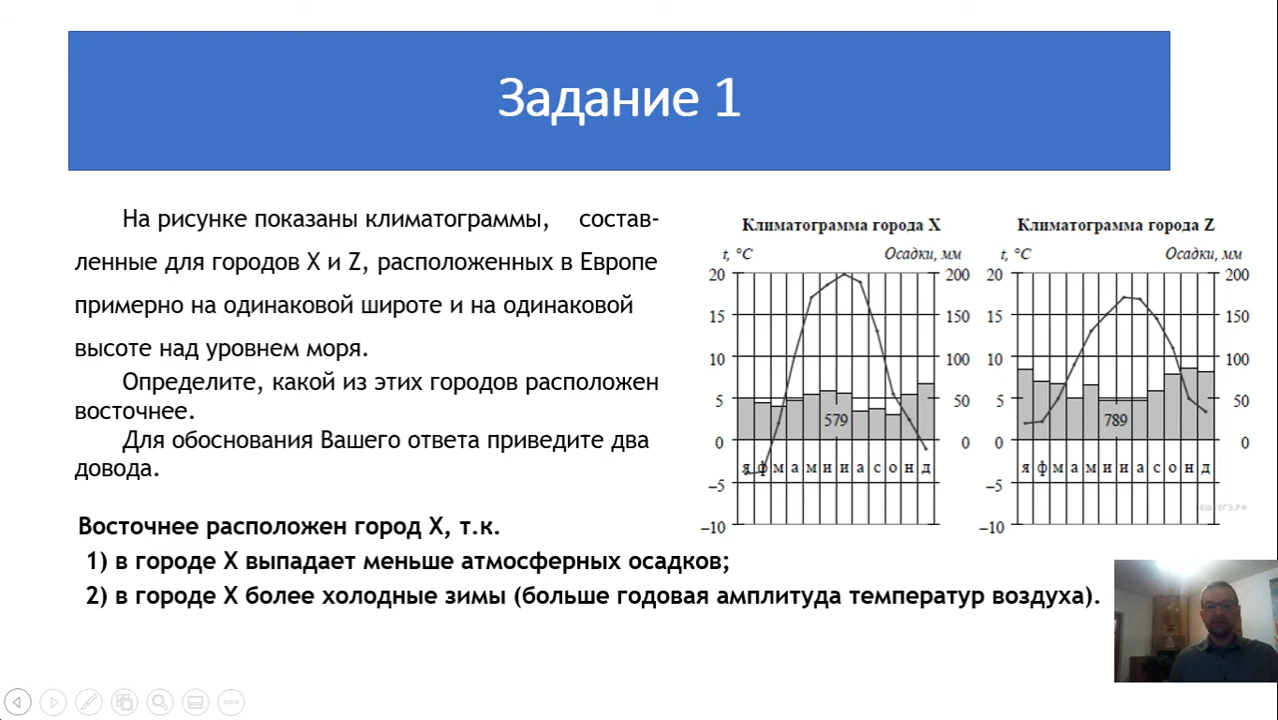 Задание 1
На рисунке показаны климатограммы, состав-
ленные для городов X и Z, расположенных в Европе
примерно на одинаковой широте и на одинаковой
высоте над уровнем моря.
Определите, какой из этих городов расположен
восточнее.
Для обоснования Вашего ответа приведите два
довода.
Восточнее расположен город X, т.к.
1) в городе X выпадает меньше атмосферных осадков;
2) в городе X более холодные зимы (больше годовая амплитуда температур воздуха).
Климатограмма города X
t, °C Осадки, мм
20 200
15 150
10 100
5 50
579
0 0
я ф м а м и и а с о н д
–5
–10
Климатограмма города Z
t, °C Осадки, мм
20 200
15 150
10 100
5 50
789
0 0
я ф м а м и и а с о н д
–5
–10